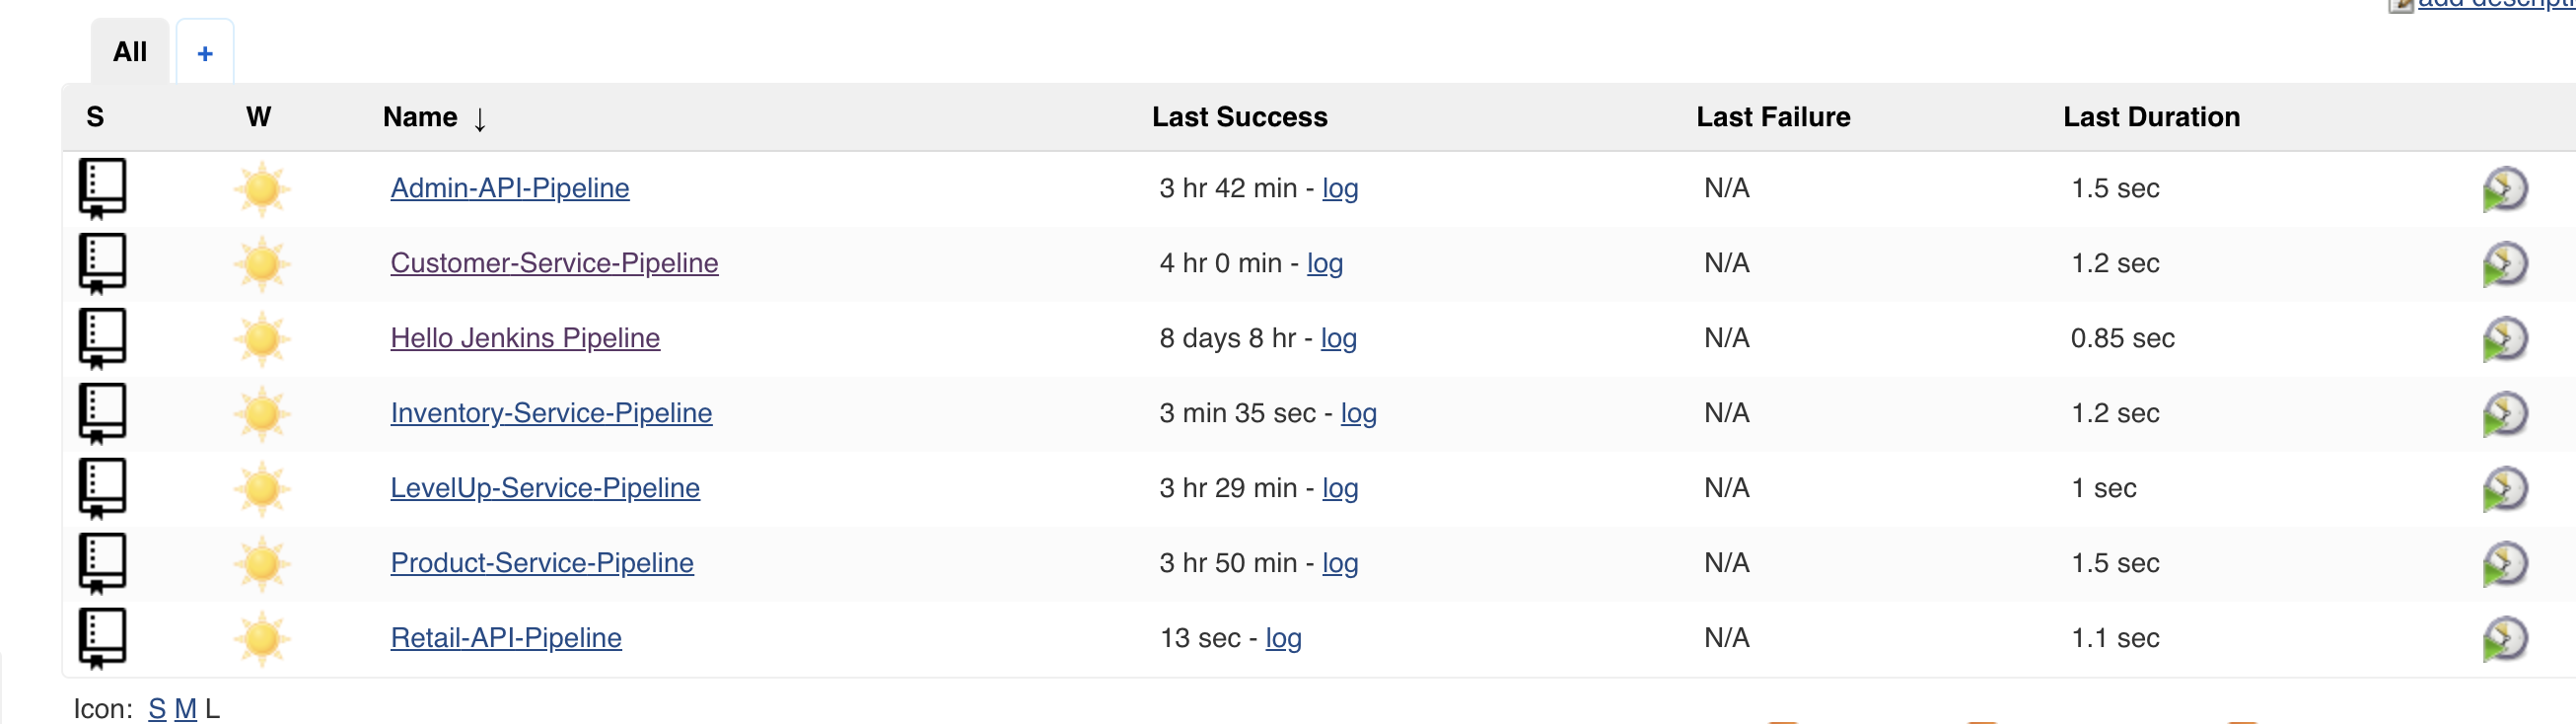 add descripti
All +
S W Name ↓ Last Success Last Failure Last Duration
Admin-API-Pipeline 3 hr 42 min - log N/A 1.5 sec
Customer-Service-Pipeline 4 hr 0 min - log N/A 1.2 sec
Hello Jenkins Pipeline 8 days 8 hr - log N/A 0.85 sec
Inventory-Service-Pipeline 3 min 35 sec - log N/A 1.2 sec
LevelUp-Service-Pipeline 3 hr 29 min - log N/A 1 sec
Product-Service-Pipeline 3 hr 50 min - log N/A 1.5 sec
Retail-API-Pipeline 13 sec - log N/A 1.1 sec
Icon: S M L